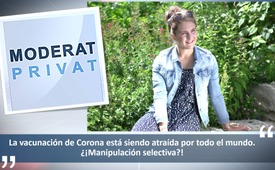 MODERAT
PRIVAT
La vacunación de Corona está siendo atraída por todo el mundo.
¿¡Manipulación selectiva?!